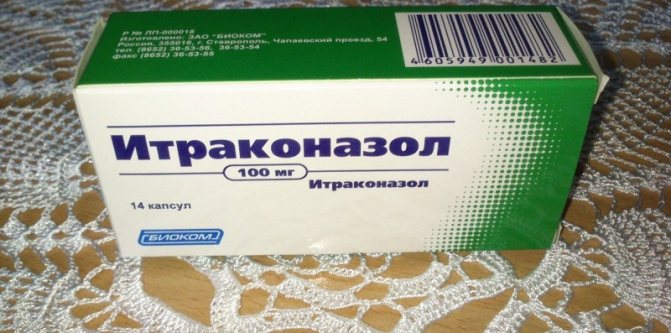 Р № ЛП-000018
Изготовлено: ЗАО "БИОКОМ"
Россия, 355016, г. Ставрополь, Чапаевский проезд, 54
тел. (8652) 36-53-56, 36-53-54
факс (8652) 36-53-55
4 605949 001482
Итраконазол
100 мг
Итраконазол
14 капсул
БИОКОМ